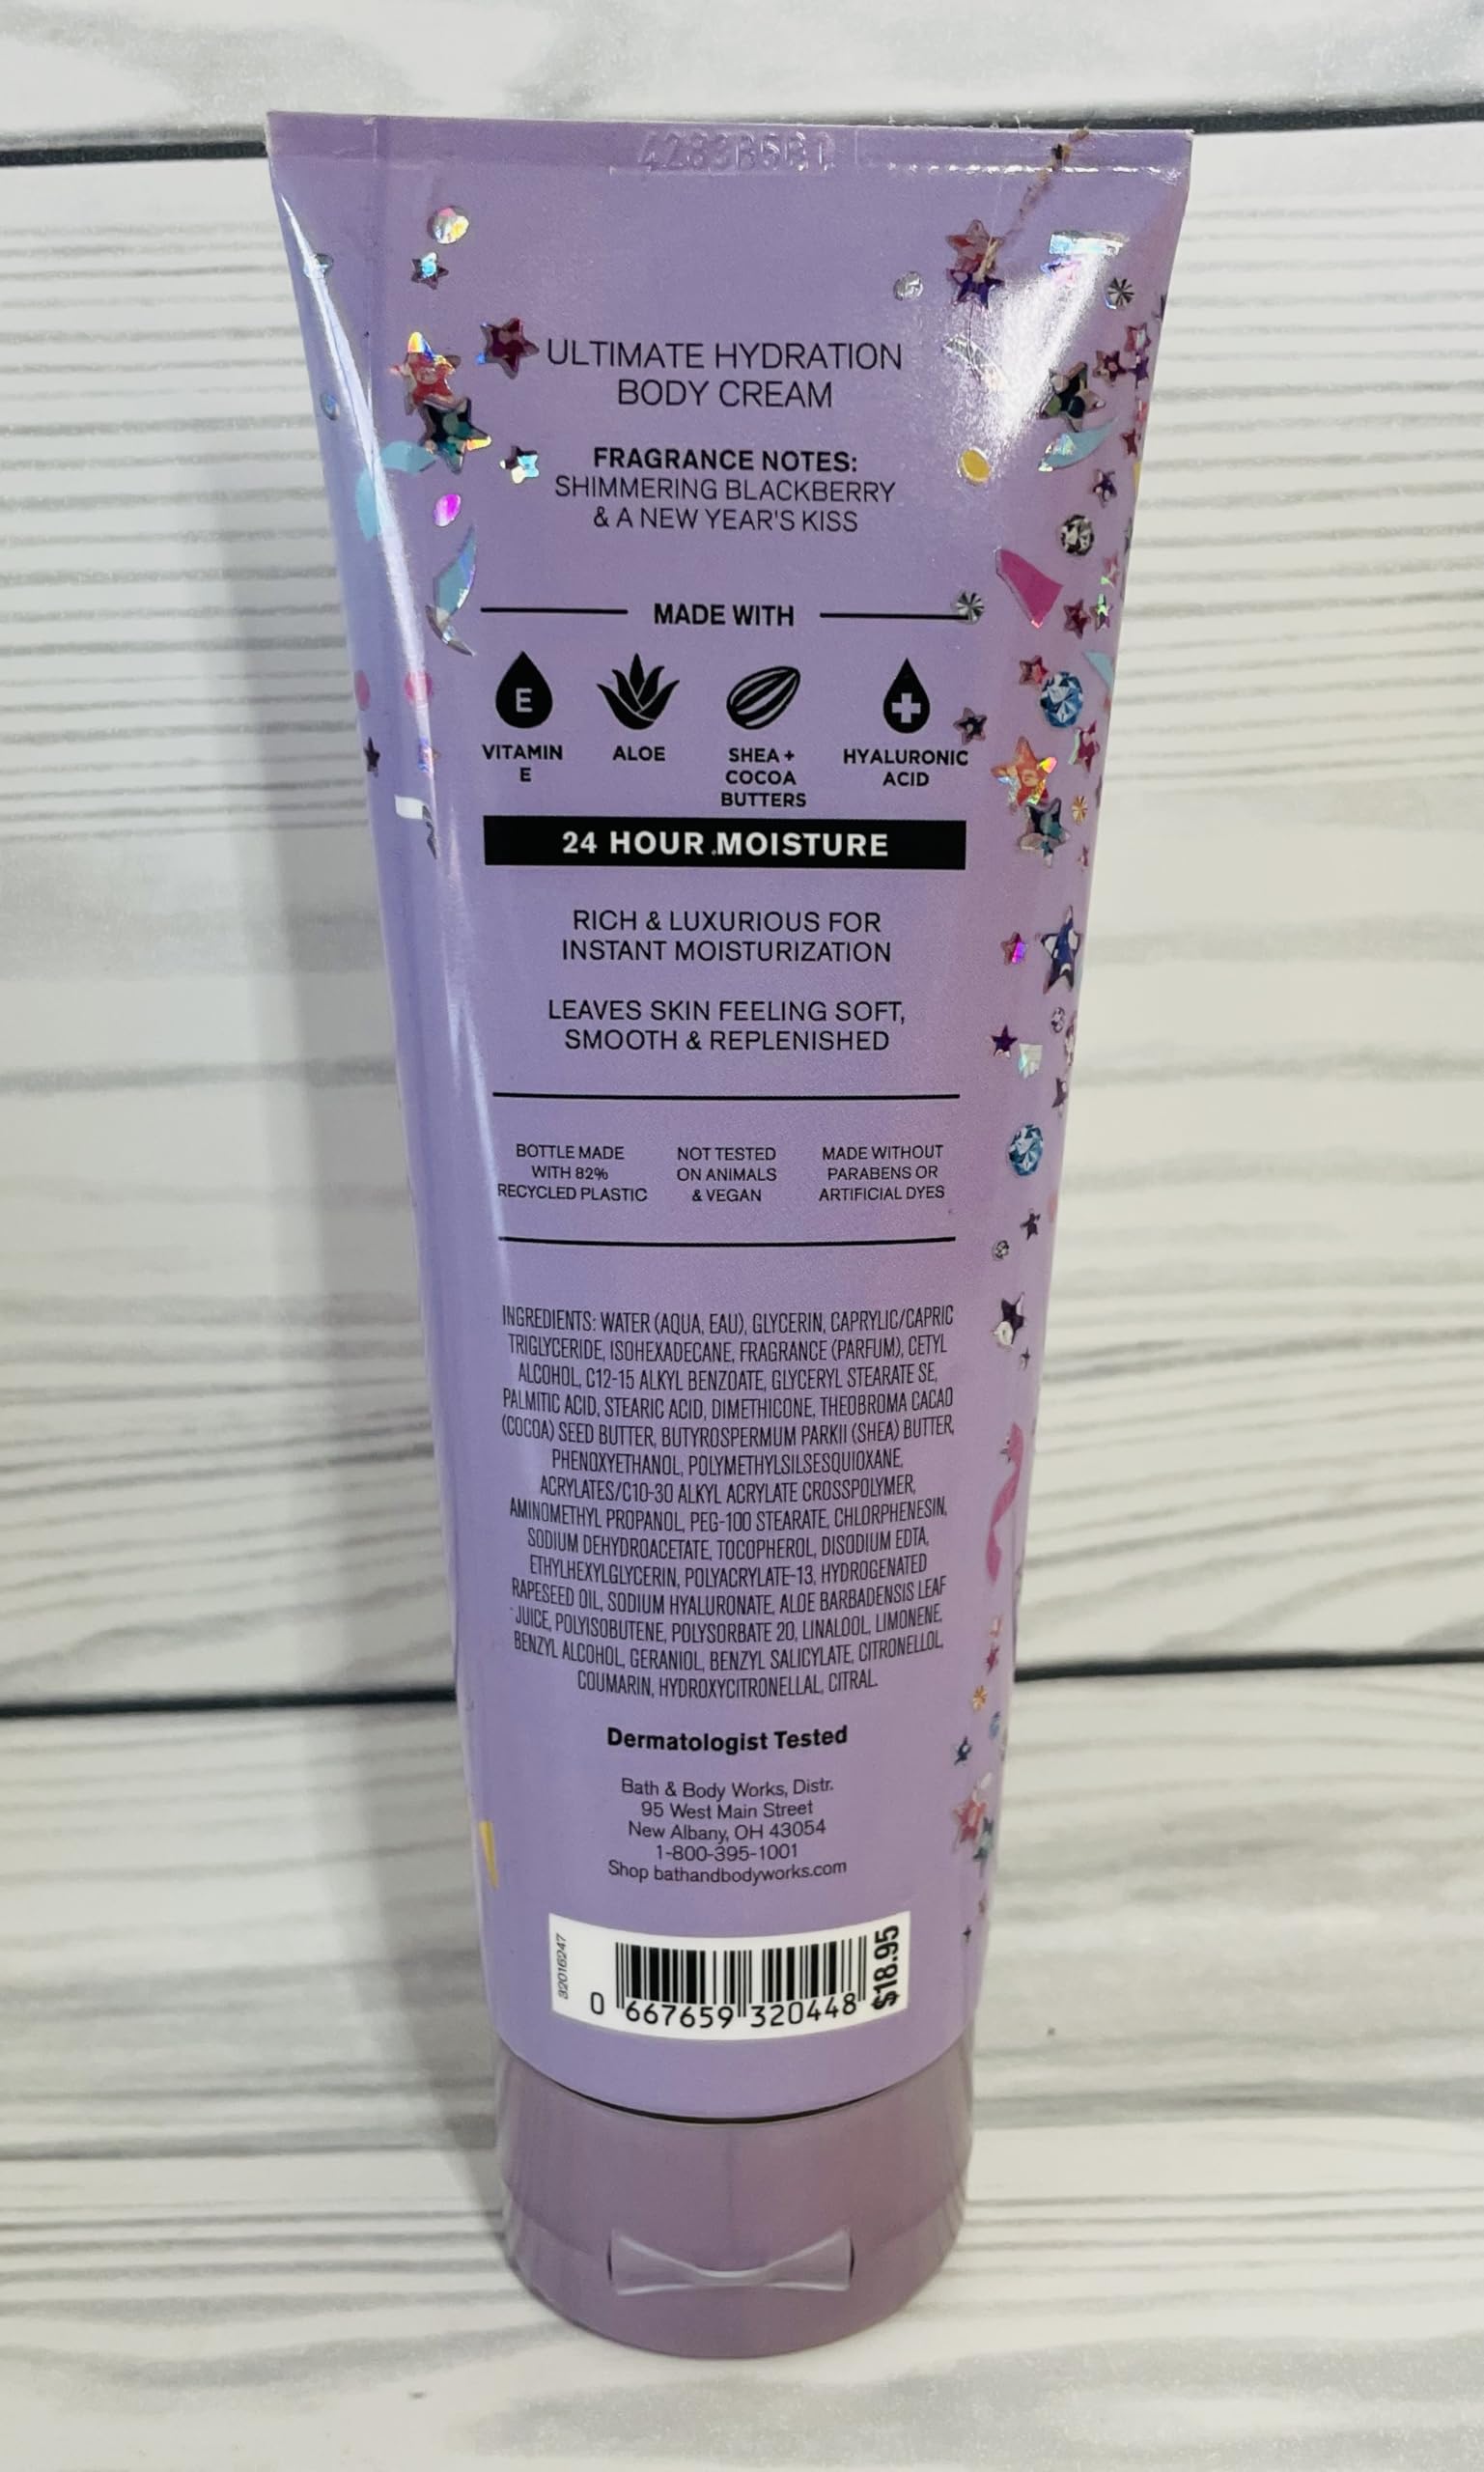 ULTIMATE HYDRATION
BODY CREAM
FRAGRANCE NOTES:
SHIMMERING BLACKBERRY
& A NEW YEAR'S KISS
MADE WITH
E
VITAMIN
E
ALOE
SHEA +
COCOA
BUTTERS
HYALURONIC
ACID
24 HOUR MOISTURE
RICH & LUXURIOUS FOR
INSTANT MOISTURIZATION
LEAVES SKIN FEELING SOFT,
SMOOTH & REPLENISHED
BOTTLE MADE
WITH 82%
RECYCLED PLASTIC
NOT TESTED
ON ANIMALS
& VEGAN
MADE WITHOUT
PARABENS OR
ARTIFICIAL DYES
INGREDIENTS: WATER (AQUA, EAU), GLYCERIN, CAPRYLIC/CAPRIC
TRIGLYCERIDE, ISOHEXADECANE, FRAGRANCE (PARFUM), CETYL
ALCOHOL, C12-15 ALKYL BENZOATE, GLYCERYL STEARATE SE,
PALMITIC ACID, STEARIC ACID, DIMETHICONE, THEOBROMA CACAO
(COCOA) SEED BUTTER, BUTYROSPERMUM PARKII (SHEA) BUTTER,
PHENOXYETHANOL, POLYMETHYLSILSESQUIOXANE,
ACRYLATES/C10-30 ALKYL ACRYLATE CROSSPOLYMER,
AMINOMETHYL PROPANOL, PEG-100 STEARATE, CHLORPHENESIN,
SODIUM DEHYDROACETATE, TOCOPHEROL, DISODIUM EDTA,
ETHYLHEXYLGLYCERIN, POLYACRYLATE-13, HYDROGENATED
RAPESEED OIL, SODIUM HYALURONATE, ALOE BARBADENSIS LEAF
JUICE, POLYISOBUTENE, POLYSORBATE 20, LINALOOL, LIMONENE,
BENZYL ALCOHOL, GERANIOL, BENZYL SALICYLATE, CITRONELLOL,
COUMARIN, HYDROXYCITRONELLAL, CITRAL.
Dermatologist Tested
Bath & Body Works, Distr.
95 West Main Street
New Albany, OH 43054
1-800-395-1001
Shop bathandbodyworks.com
32016247
0 667659 320448
$18.95